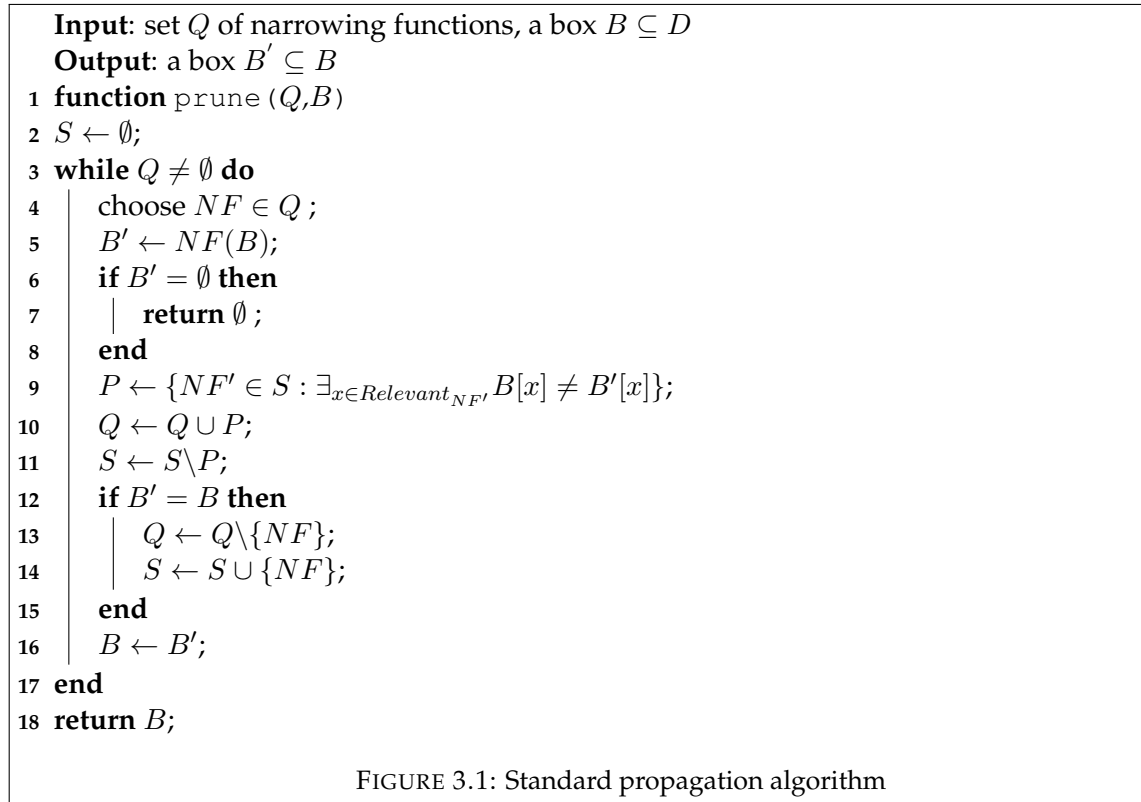 Input: set Q of narrowing functions, a box B ⊆ D
Output: a box B′ ⊆ B
1 function prune(Q,B)
2 S ← ∅;
3 while Q ≠ ∅ do
4 choose NF ∈ Q ;
5 B′ ← NF(B);
6 if B′ = ∅ then
7 return ∅ ;
8 end
9 P ← {NF′ ∈ S : ∃x∈Relevant_NF′ B[x] ≠ B′[x]};
10 Q ← Q ∪ P;
11 S ← S\P;
12 if B′ = B then
13 Q ← Q\{NF};
14 S ← S ∪ {NF};
15 end
16 B ← B′;
17 end
18 return B;
FIGURE 3.1: Standard propagation algorithm